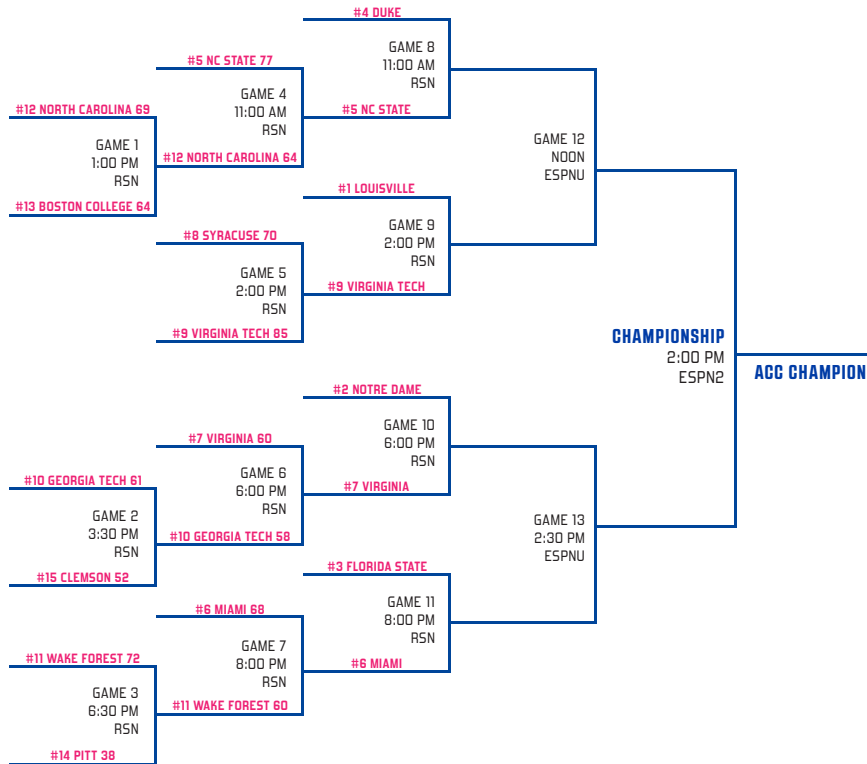 #4 DUKE
GAME 8
11:00 AM
RSN
#5 NC STATE 77
GAME 4
11:00 AM
RSN
#5 NC STATE
#12 NORTH CAROLINA 69
GAME 1
1:00 PM
RSN
#12 NORTH CAROLINA 64
#13 BOSTON COLLEGE 64
GAME 12
NOON
ESPNU
#1 LOUISVILLE
GAME 9
2:00 PM
RSN
#8 SYRACUSE 70
GAME 5
2:00 PM
RSN
#9 VIRGINIA TECH
#9 VIRGINIA TECH 85
CHAMPIONSHIP
2:00 PM
ESPN2
ACC CHAMPION
#2 NOTRE DAME
GAME 10
6:00 PM
RSN
#7 VIRGINIA 60
GAME 6
6:00 PM
RSN
#7 VIRGINIA
#10 GEORGIA TECH 61
GAME 2
3:30 PM
RSN
#10 GEORGIA TECH 58
#15 CLEMSON 52
GAME 13
2:30 PM
ESPNU
#3 FLORIDA STATE
GAME 11
8:00 PM
RSN
#6 MIAMI 68
GAME 7
8:00 PM
RSN
#6 MIAMI
#11 WAKE FOREST 72
GAME 3
6:30 PM
RSN
#11 WAKE FOREST 60
#14 PITT 38